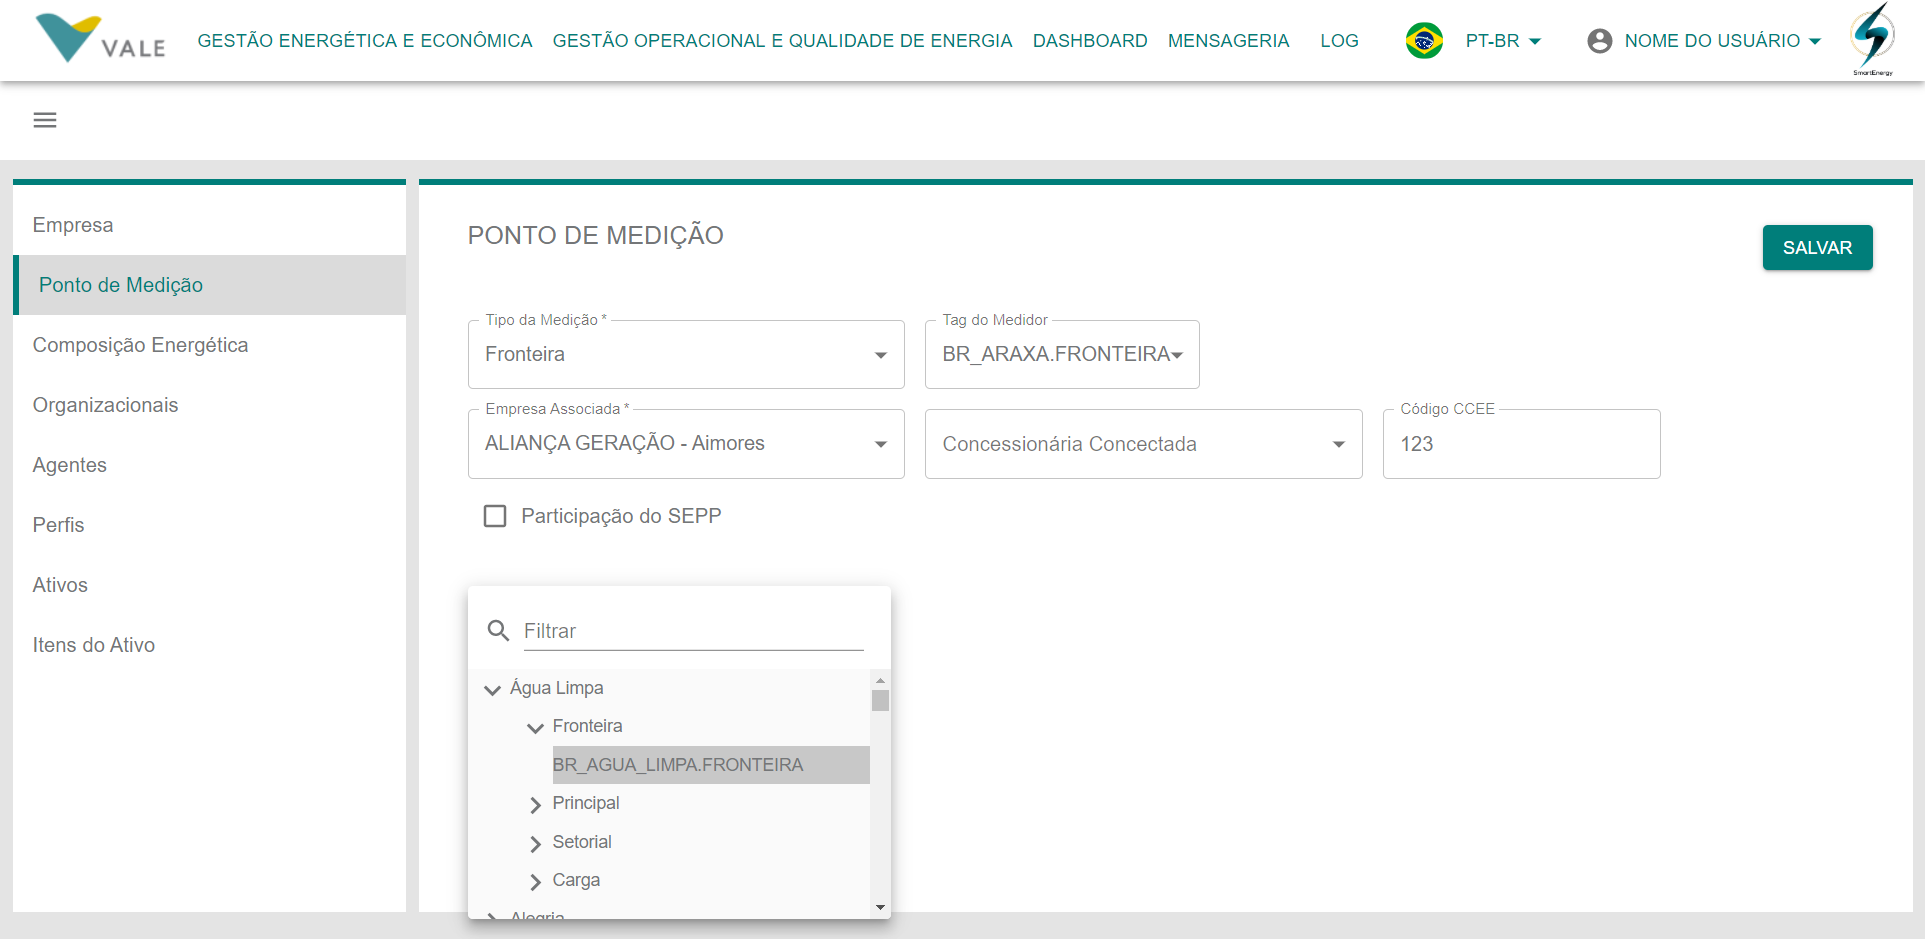 VALE
GESTÃO ENERGÉTICA E ECONÔMICA GESTÃO OPERACIONAL E QUALIDADE DE ENERGIA DASHBOARD MENSAGERIA LOG PT-BR NOME DO USUÁRIO
SmartEnergy
Empresa
Ponto de Medição
Composição Energética
Organizacionais
Agentes
Perfis
Ativos
Itens do Ativo
PONTO DE MEDIÇÃO
SALVAR
Tipo da Medição *
Fronteira
Tag do Medidor
BR_ARAXA.FRONTEIRA
Empresa Associada *
ALIANÇA GERAÇÃO - Aimores
Concessionária Concectada
Código CCEE
123
Participação do SEPP
Filtrar
Água Limpa
Fronteira
BR_AGUA_LIMPA.FRONTEIRA
Principal
Setorial
Carga
Alegria